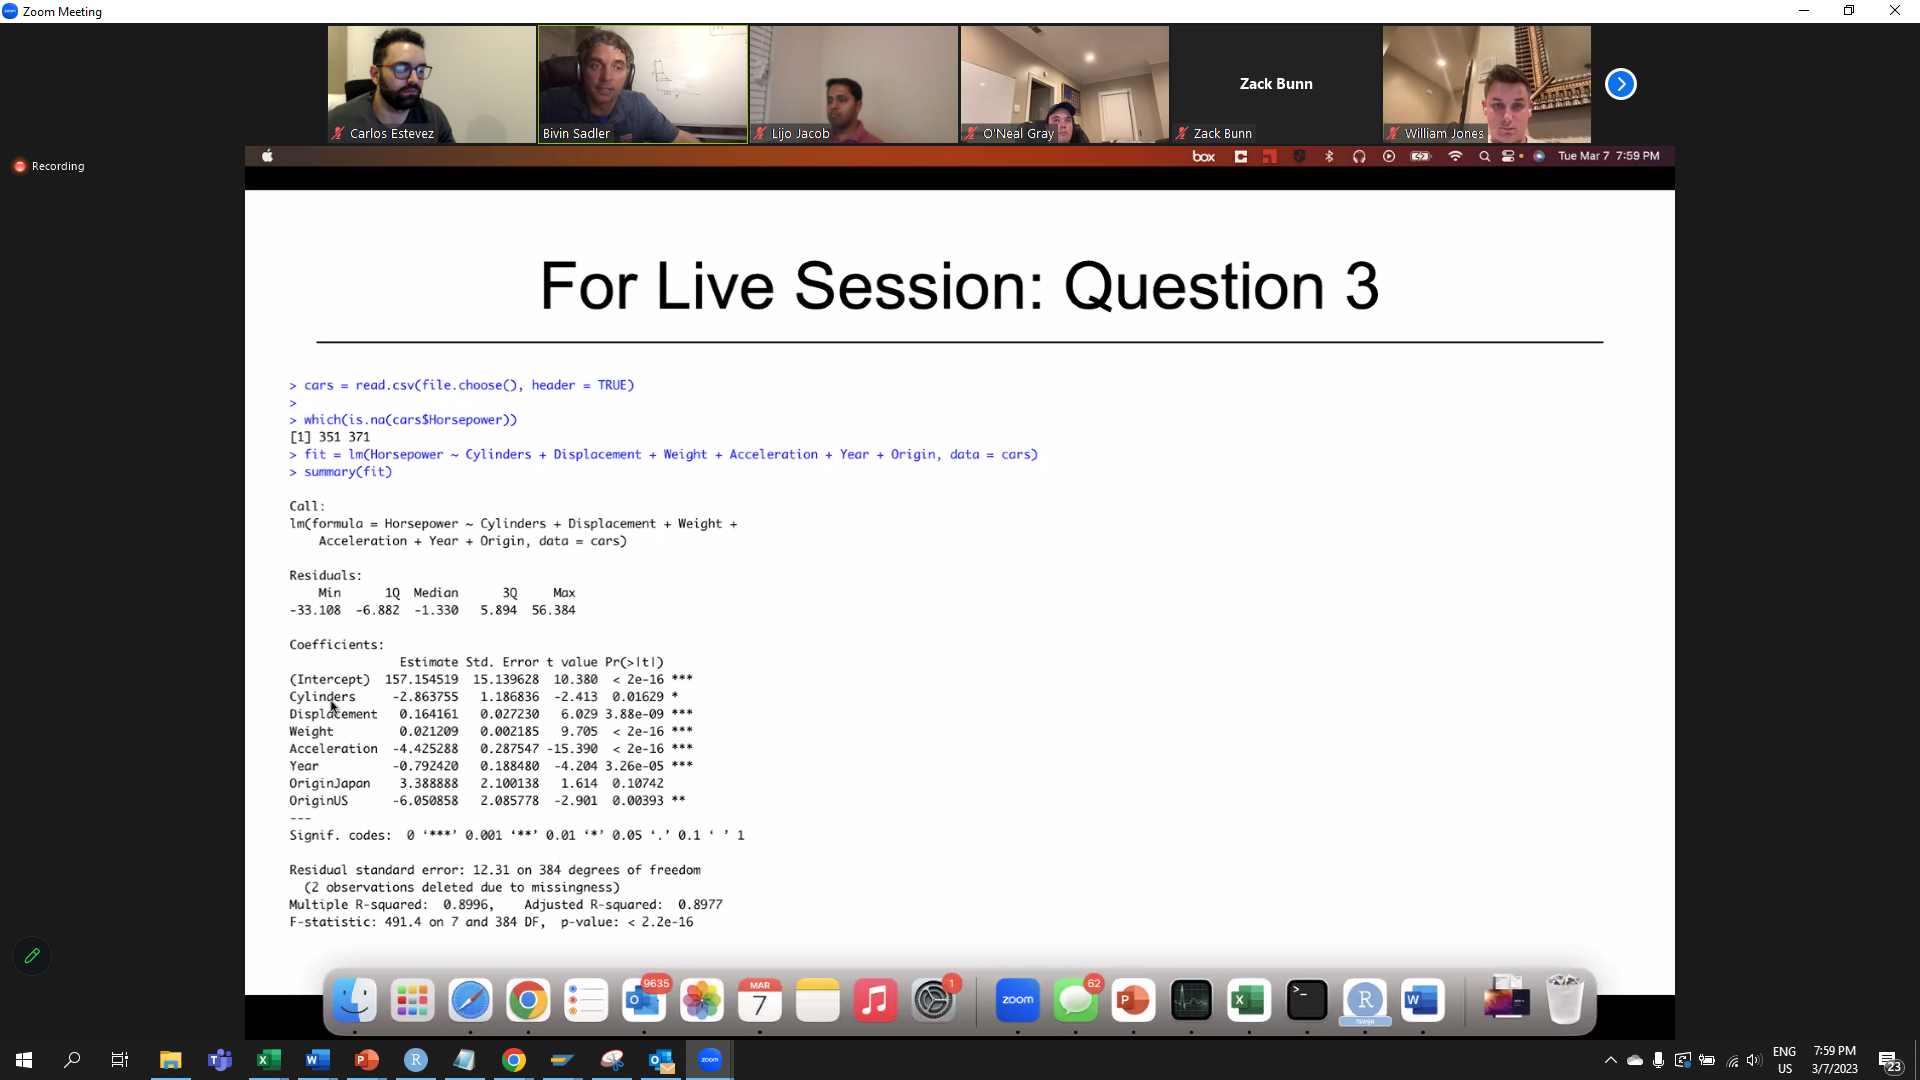 Zoom Meeting
Carlos Estevez
Bivin Sadler
Lijo Jacob
O'Neal Gray
Zack Bunn
Zack Bunn
William Jones
Recording
box
Tue Mar 7 7:59 PM
For Live Session: Question 3
> cars = read.csv(file.choose(), header = TRUE)
>
> which(is.na(cars$Horsepower))
[1] 351 371
> fit = lm(Horsepower ~ Cylinders + Displacement + Weight + Acceleration + Year + Origin, data = cars)
> summary(fit)
Call:
lm(formula = Horsepower ~ Cylinders + Displacement + Weight +
Acceleration + Year + Origin, data = cars)
Residuals:
Min 1Q Median 3Q Max
-33.108 -6.882 -1.330 5.894 56.384
Coefficients:
Estimate Std. Error t value Pr(>|t|)
(Intercept) 157.154519 15.139628 10.380 < 2e-16 ***
Cylinders -2.863755 1.186836 -2.413 0.01629 *
Displacement 0.164161 0.027230 6.029 3.88e-09 ***
Weight 0.021209 0.002185 9.705 < 2e-16 ***
Acceleration -4.425288 0.287547 -15.390 < 2e-16 ***
Year -0.792420 0.188480 -4.204 3.26e-05 ***
OriginJapan 3.388888 2.100138 1.614 0.10742
OriginUS -6.050858 2.085778 -2.901 0.00393 **
---
Signif. codes: 0 ‘***’ 0.001 ‘**’ 0.01 ‘*’ 0.05 ‘.’ 0.1 ‘ ’ 1
Residual standard error: 12.31 on 384 degrees of freedom
(2 observations deleted due to missingness)
Multiple R-squared: 0.8996, Adjusted R-squared: 0.8977
F-statistic: 491.4 on 7 and 384 DF, p-value: < 2.2e-16
9635
MAR
7
1
zoom
62
ENG
US
7:59 PM
3/7/2023
23